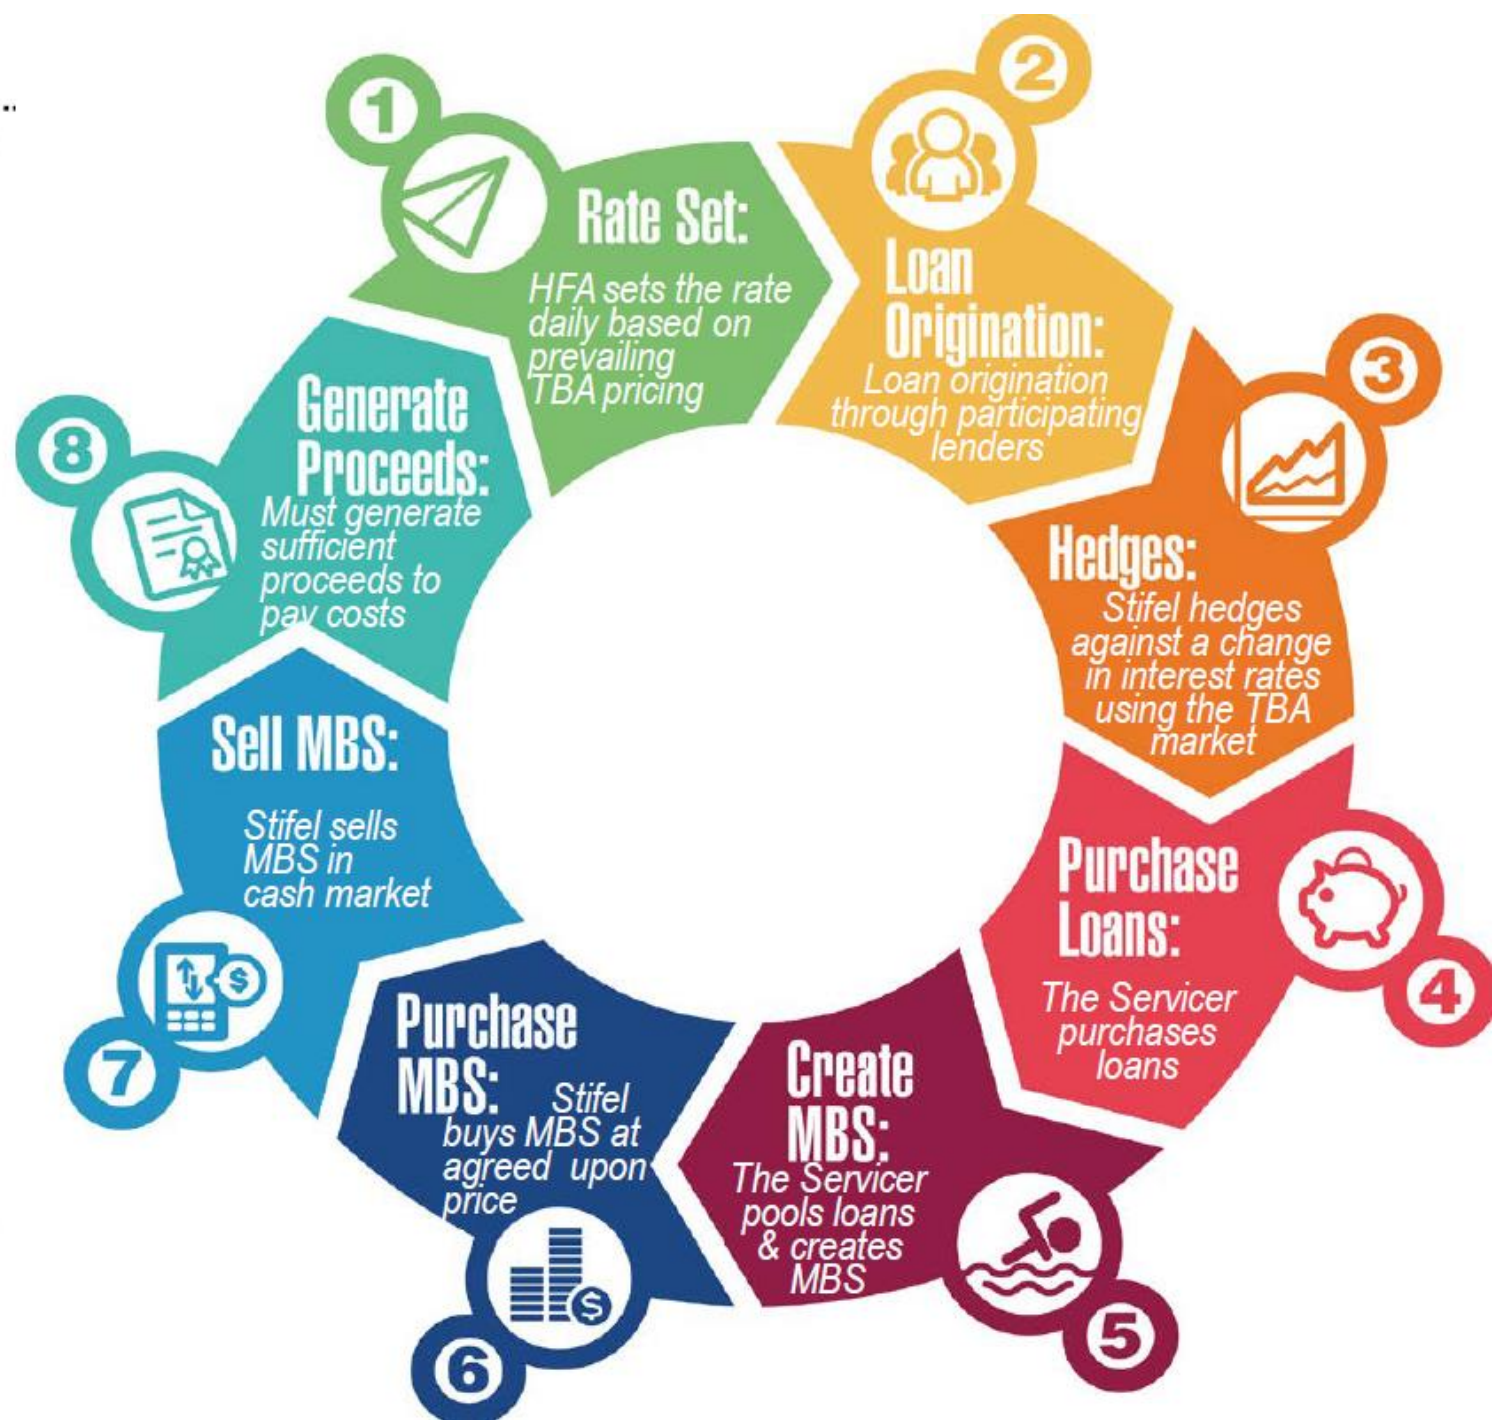 1
Rate Set:
HFA sets the rate
daily based on
prevailing
TBA pricing
2
Loan
Origination:
Loan origination
through participating
lenders
3
Hedges:
Stifel hedges
against a change
in interest rates
using the TBA
market
4
Purchase
Loans:
The Servicer
purchases
loans
5
Create
MBS:
The Servicer
pools loans
& creates
MBS
6
Purchase
MBS: Stifel
buys MBS at
agreed upon
price
$
7
Sell MBS:
Stifel sells
MBS in
cash market
$
8
Generate
Proceeds:
Must generate
sufficient
proceeds to
pay costs